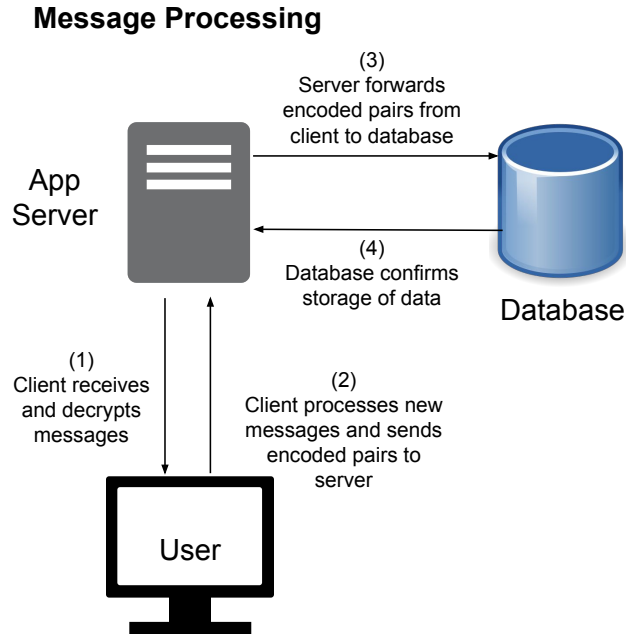 Message Processing
(3)
Server forwards
encoded pairs from
client to database
App
Server
(4)
Database confirms
storage of data
Database
(1)
Client receives
and decrypts
messages
(2)
Client processes new
messages and sends
encoded pairs to
server
User